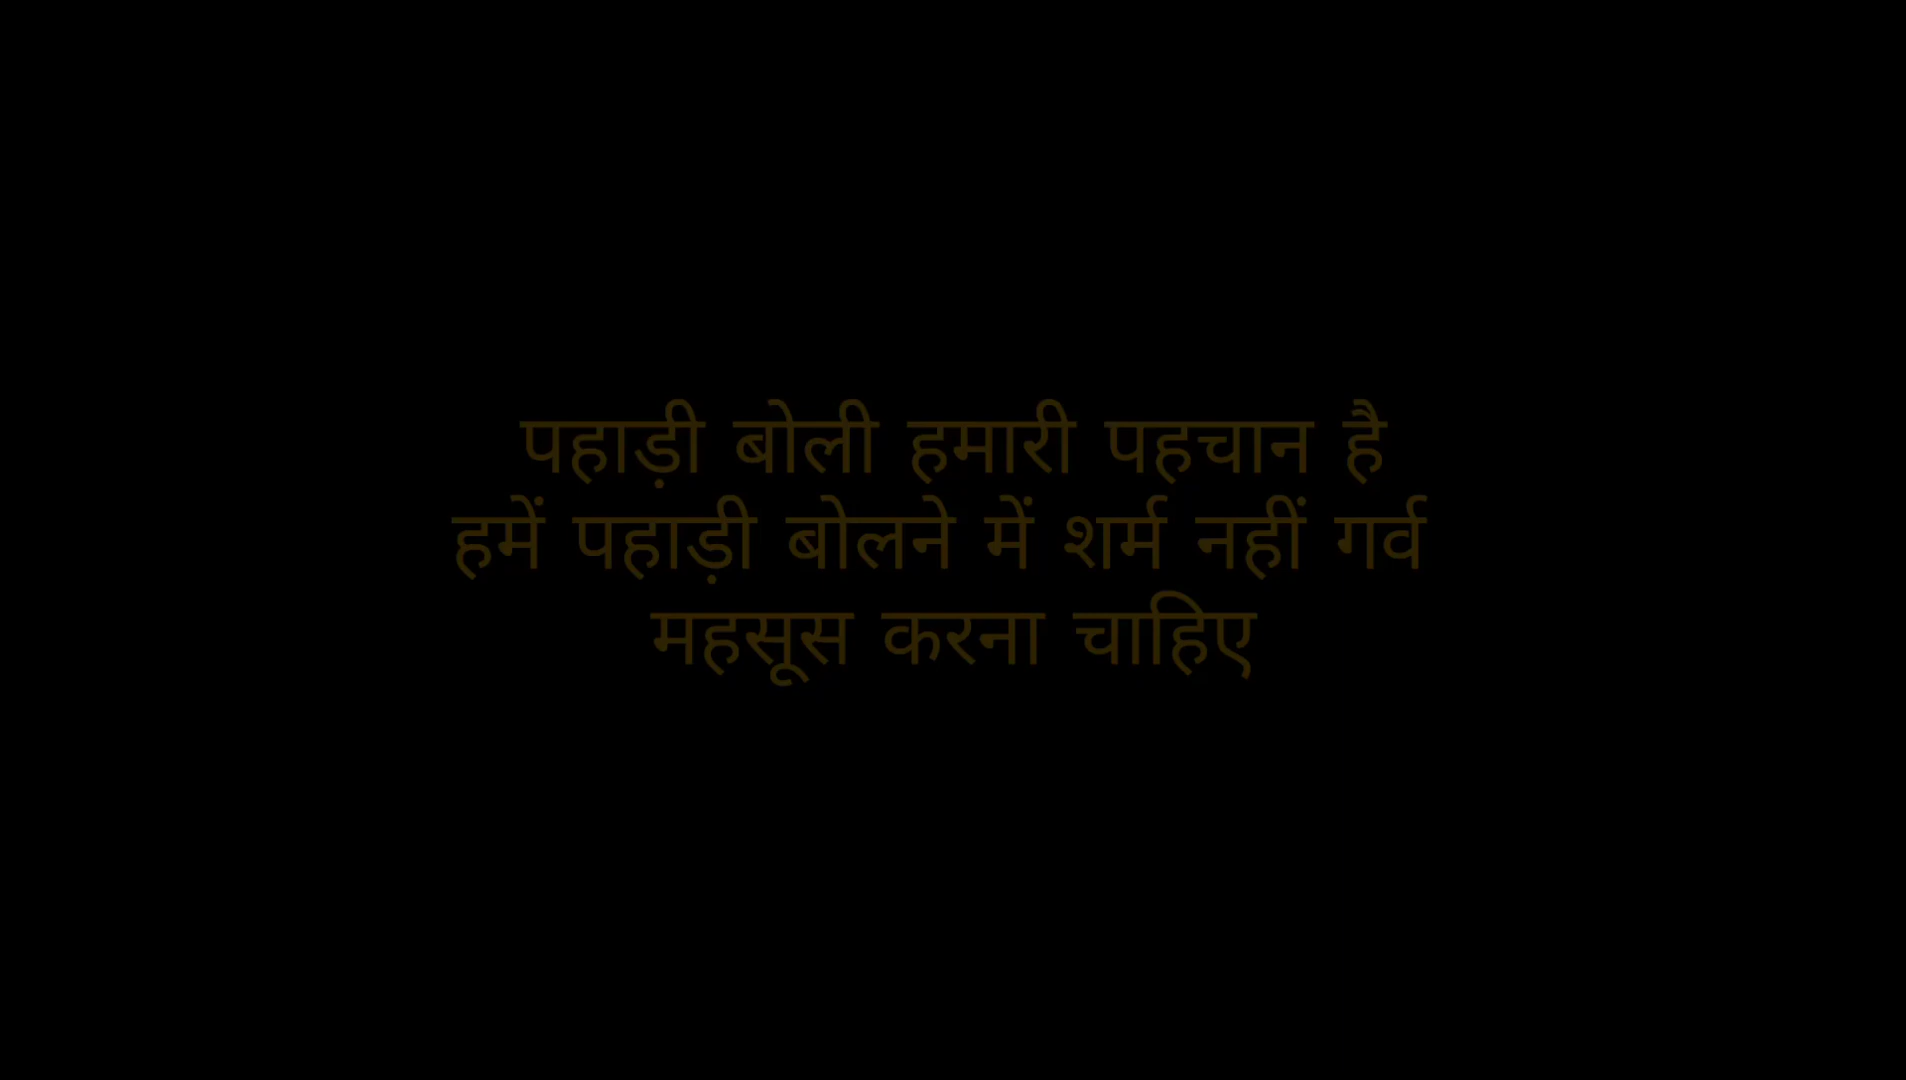 पहाड़ी बोली हमारी पहचान है
हमें पहाड़ी बोलने में शर्म नहीं गर्व
महसूस करना चाहिए